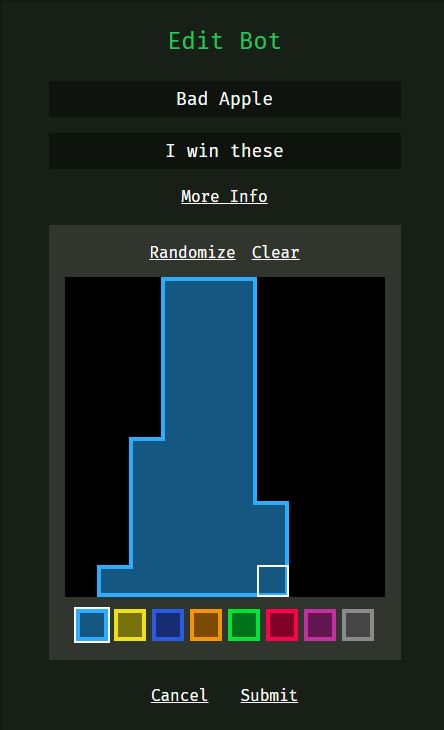 Edit Bot
Bad Apple
I win these
More Info
Randomize Clear
Cancel Submit